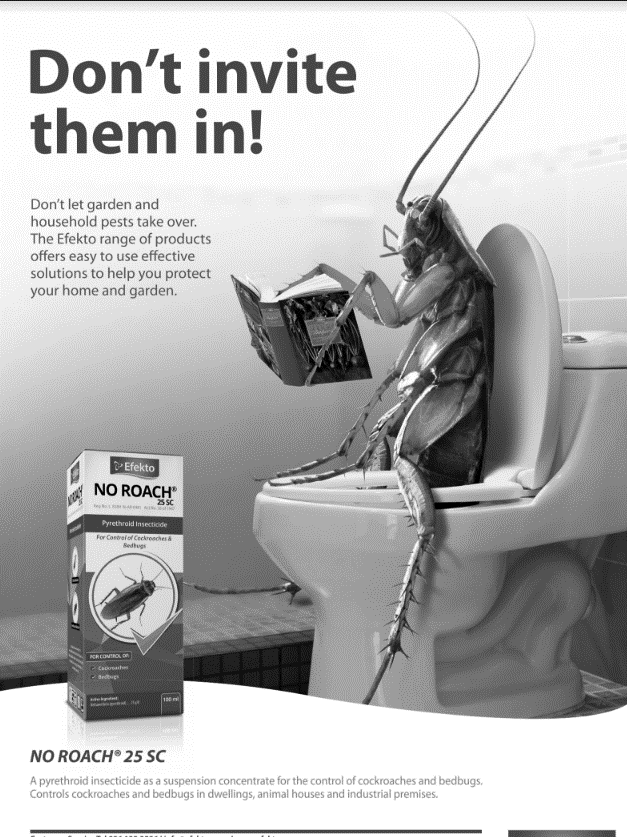 Don't invite
them in!
Don't let garden and
household pests take over.
The Efekto range of products
offers easy to use effective
solutions to help you protect
your home and garden.
Efekto
NO ROACH®
25 SC
Pyrethroid Insecticide
For Control of Cockroaches &
Bedbugs
FOR CONTROL OF:
Cockroaches
Bedbugs
100 ml
NO ROACH® 25 SC
A pyrethroid insecticide as a suspension concentrate for the control of cockroaches and bedbugs.
Controls cockroaches and bedbugs in dwellings, animal houses and industrial premises.